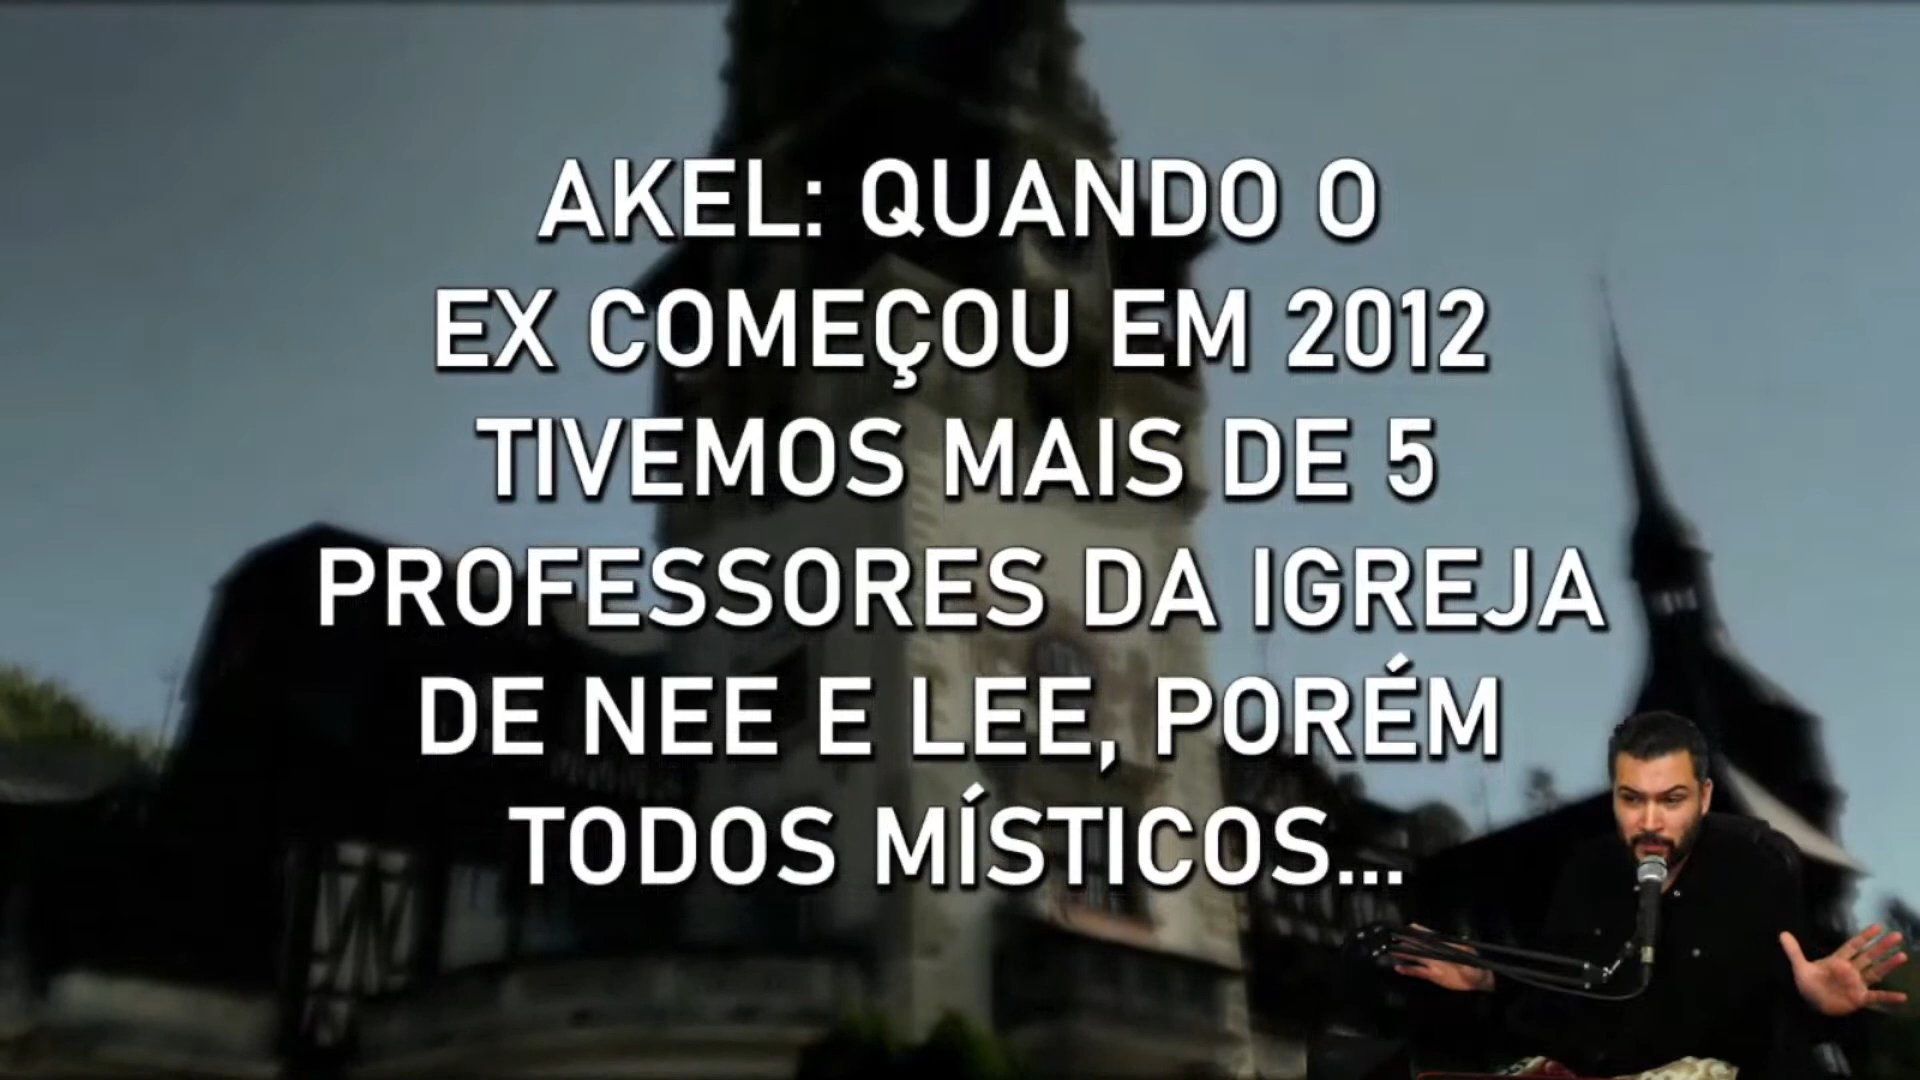 AKEL: QUANDO O
EX COMEÇOU EM 2012
TIVEMOS MAIS DE 5
PROFESSORES DA IGREJA
DE NEE E LEE, PORÉM
TODOS MÍSTICOS...